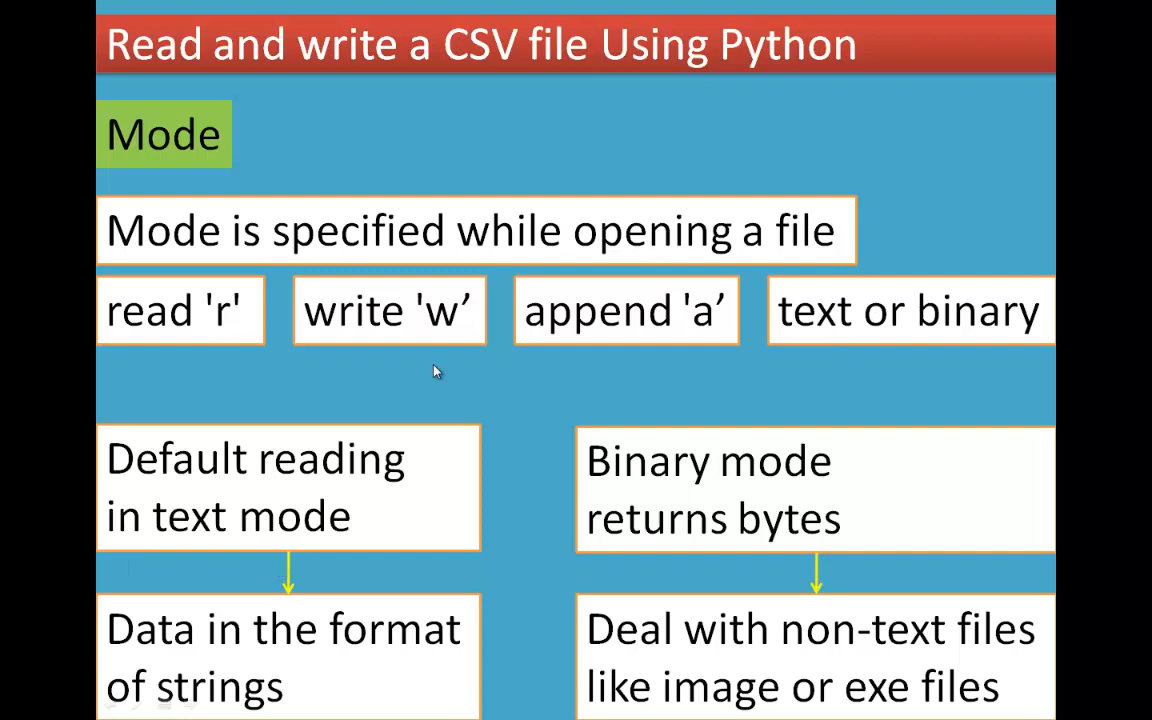 Read and write a CSV file Using Python
Mode
Mode is specified while opening a file
read 'r'
write 'w’
append 'a’
text or binary
Default reading
in text mode
Binary mode
returns bytes
Data in the format
of strings
Deal with non-text files
like image or exe files